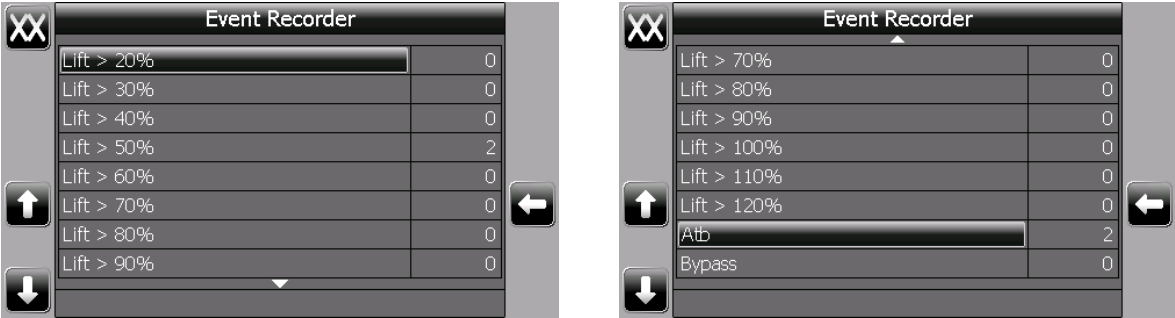 XX Event Recorder
Lift > 20% 0
Lift > 30% 0
Lift > 40% 0
Lift > 50% 2
Lift > 60% 0
Lift > 70% 0
Lift > 80% 0
Lift > 90% 0
XX Event Recorder
Lift > 70% 0
Lift > 80% 0
Lift > 90% 0
Lift > 100% 0
Lift > 110% 0
Lift > 120% 0
Atb 2
Bypass 0